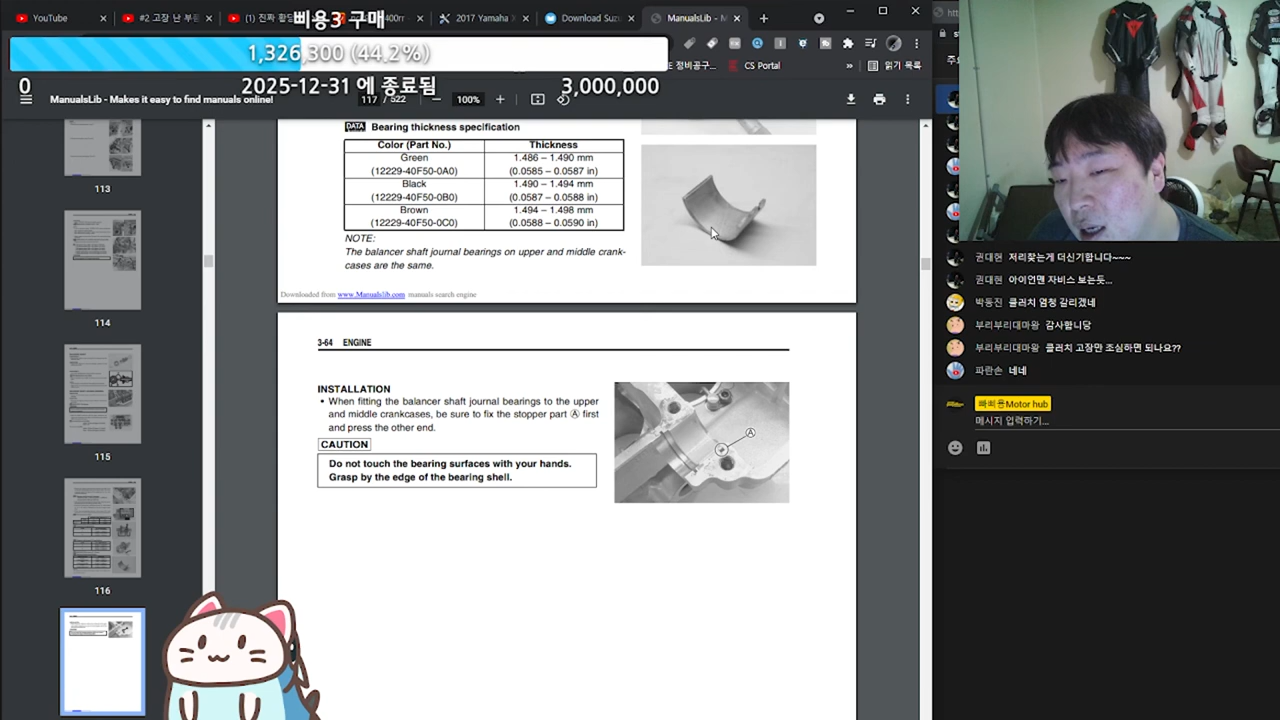 YouTube
#2 고장 난 부
(1) (진짜 황당
400rr
2017 Yamaha X
Download Suzu
ManualsLib - M
삐용3 구매
1,326,300 (44.2%)
0
2025-12-31 에 종료됨
3,000,000
E 정비공구...
CS Portal
읽기 목록
ManualsLib - Makes it easy to find manuals online!
117 / 522
100%
113
114
115
116
DATA Bearing thickness specification
Color (Part No.) Thickness
Green 1.486 – 1.490 mm
(12229-40F50-0A0) (0.0585 – 0.0587 in)
Black 1.490 – 1.494 mm
(12229-40F50-0B0) (0.0587 – 0.0588 in)
Brown 1.494 – 1.498 mm
(12229-40F50-0C0) (0.0588 – 0.0590 in)
NOTE:
The balancer shaft journal bearings on upper and middle crank-
cases are the same.
Downloaded from www.Manualslib.com manuals search engine
3-64 ENGINE
INSTALLATION
• When fitting the balancer shaft journal bearings to the upper
and middle crankcases, be sure to fix the stopper part Ⓐ first
and press the other end.
CAUTION
Do not touch the bearing surfaces with your hands.
Grasp by the edge of the bearing shell.
Ⓐ
권대현 저리찾는게 더신기합니다~~~
권대현 아이언맨 자비스 보는듯...
박동진 클러치 엄청 갈리겠네
부리부리대마왕 감사합니당
부리부리대마왕 클러치 고장만 조심하면 되나요??
파란손 네네
빠삐용Motor hub
메시지 입력하기...